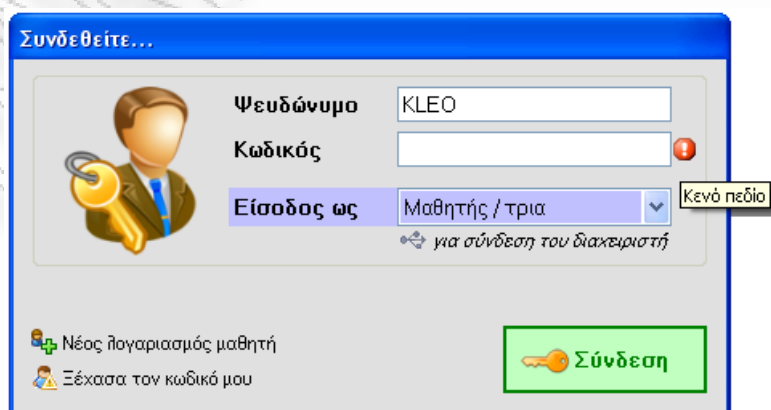 Συνδεθείτε...
Ψευδώνυμο KLEO
Κωδικός
Κενό πεδίο
Είσοδος ως Μαθητής / τρια
για σύνδεση του διαχειριστή
Νέος λογαριασμός μαθητή
Ξέχασα τον κωδικό μου
Σύνδεση